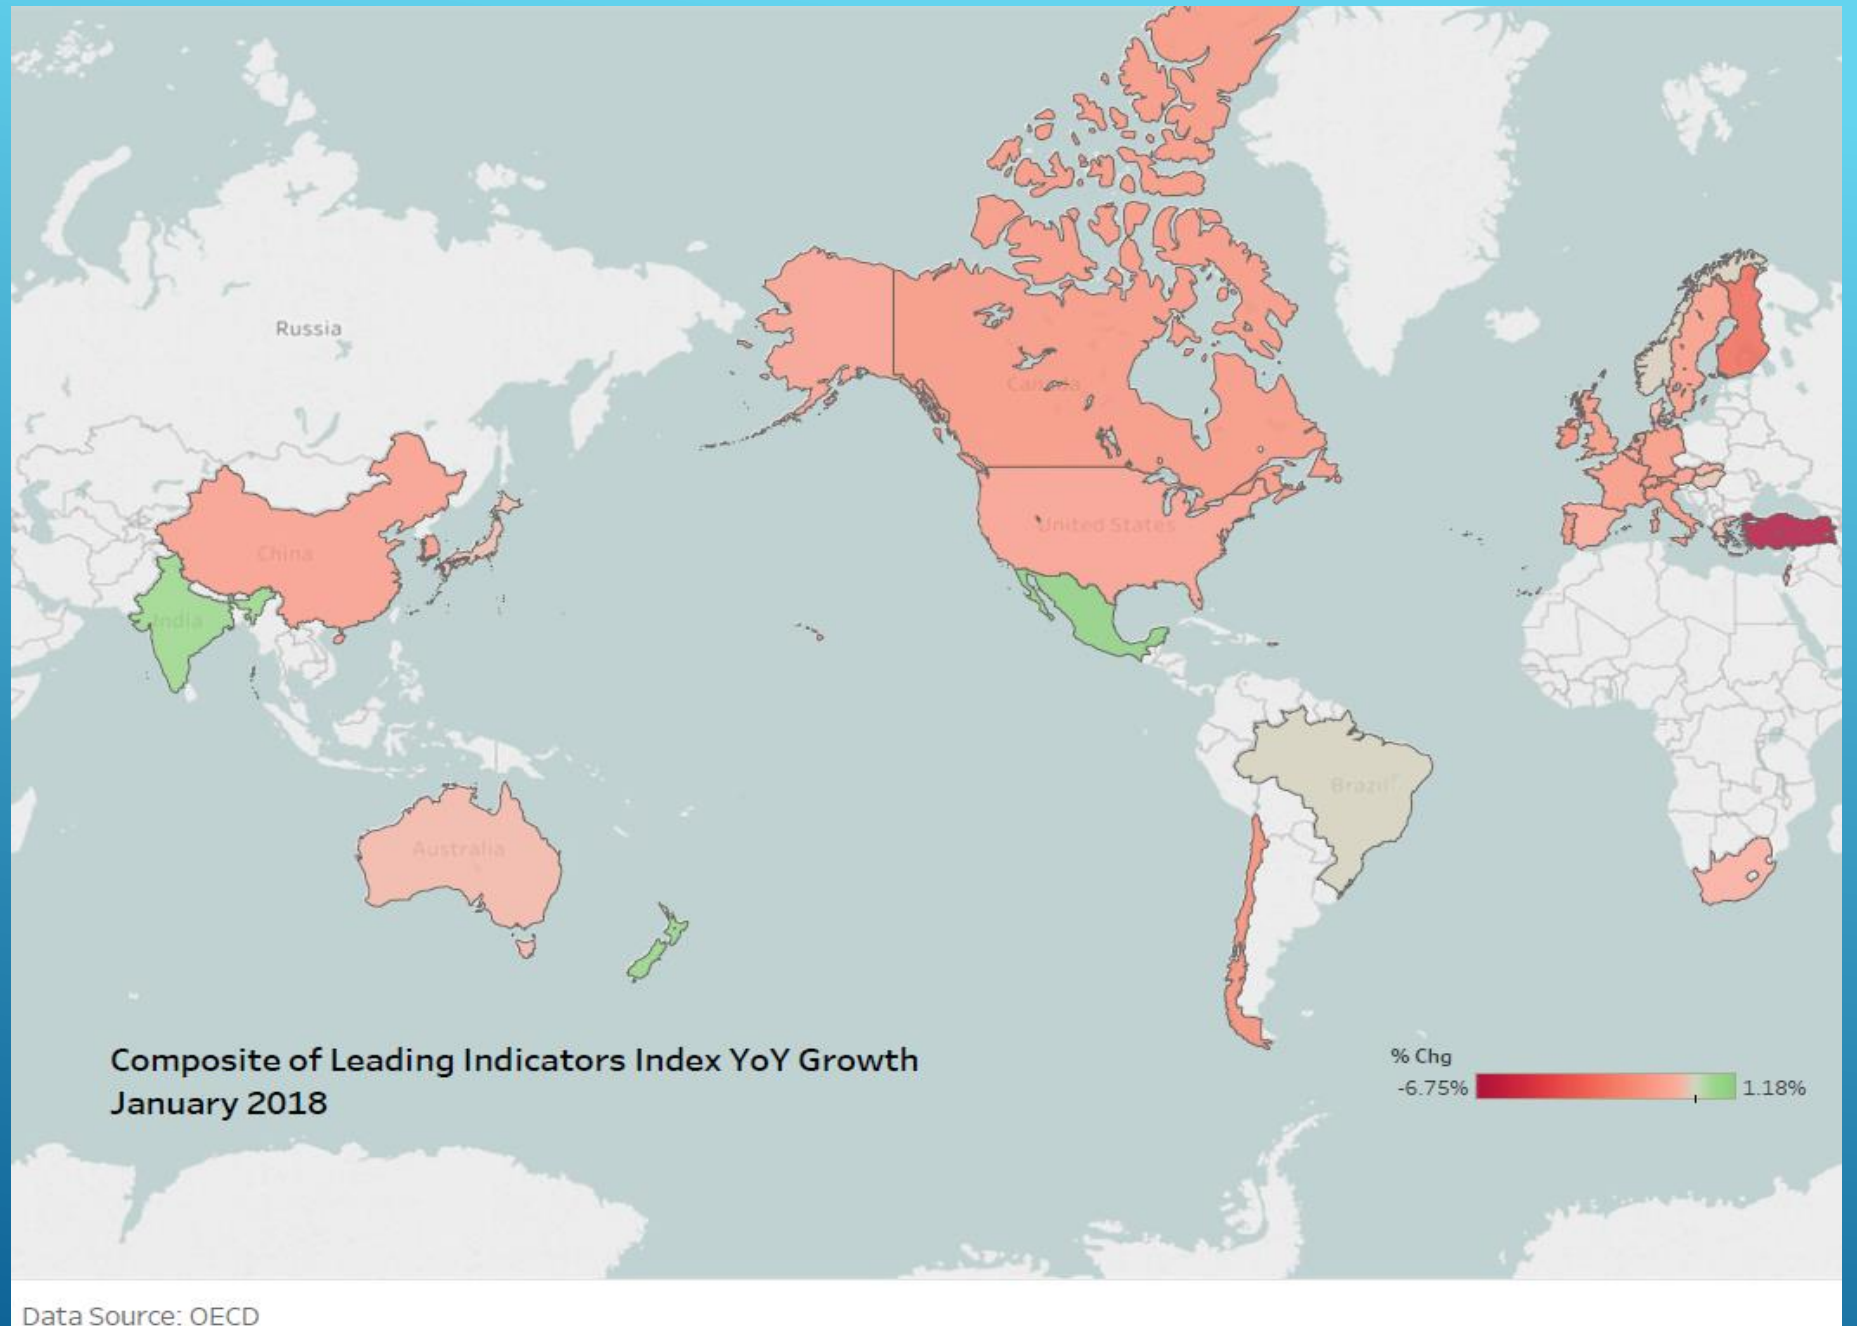 Russia
Canada
China
United States
India
Brazil
Australia
Composite of Leading Indicators Index YoY Growth
January 2018
% Chg
-6.75%
1.18%
Data Source: OECD